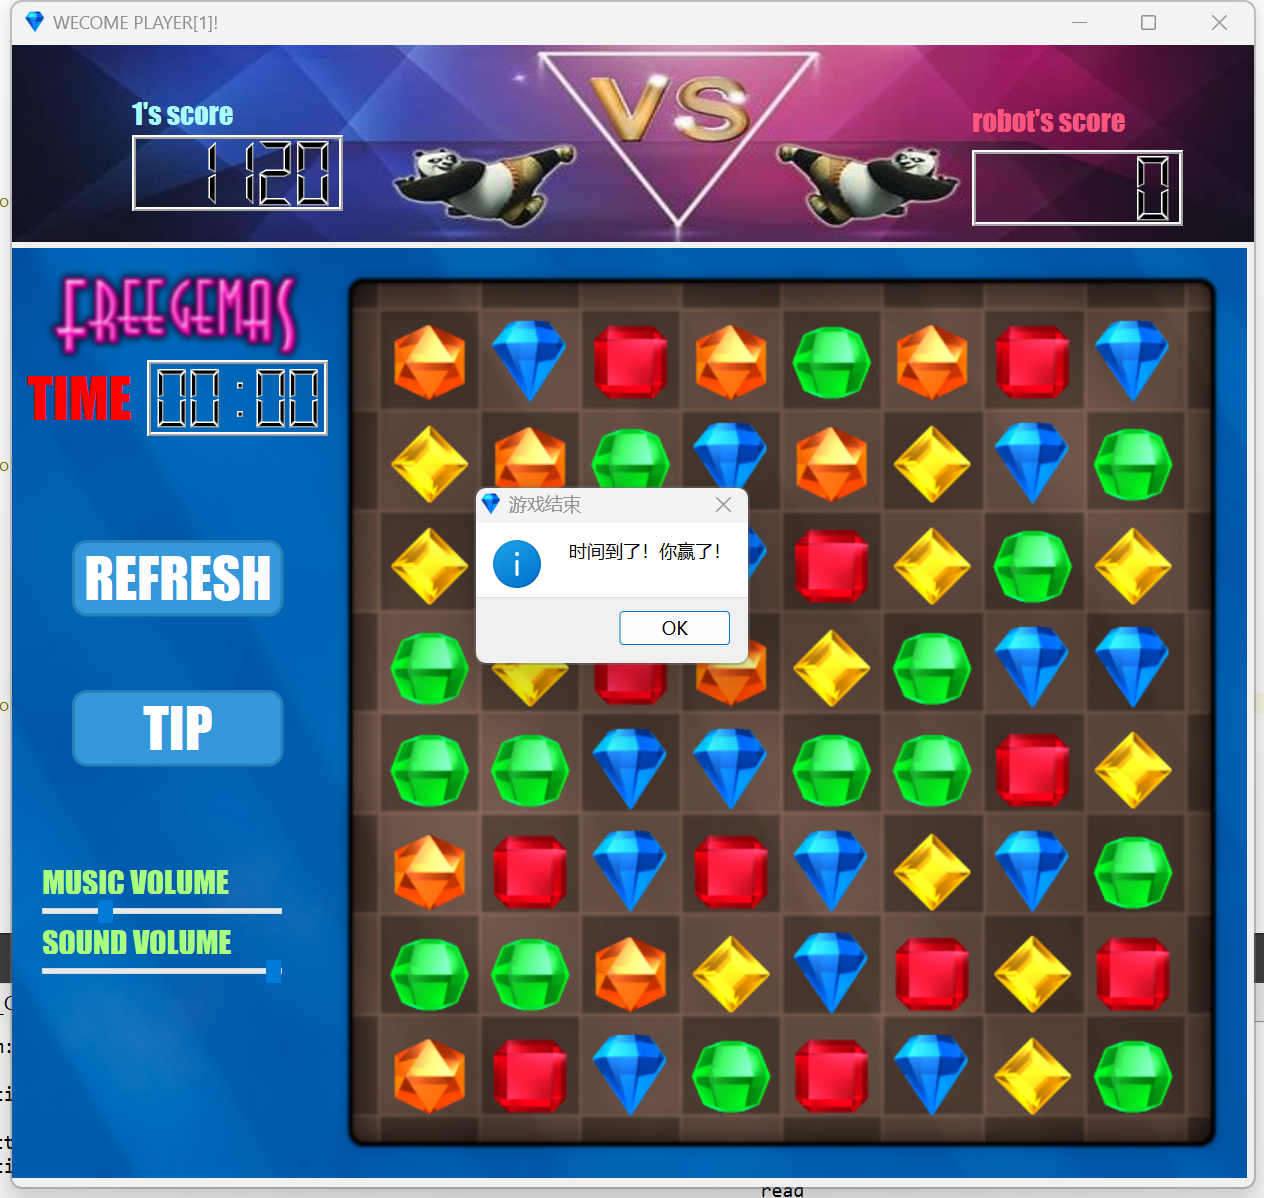 WECOME PLAYER[1]!
1's score
VS
robot's score
1120
0
FREEGEMAS
TIME 00:00
游戏结束
时间到了！你赢了！
OK
REFRESH
TIP
MUSIC VOLUME
SOUND VOLUME
read